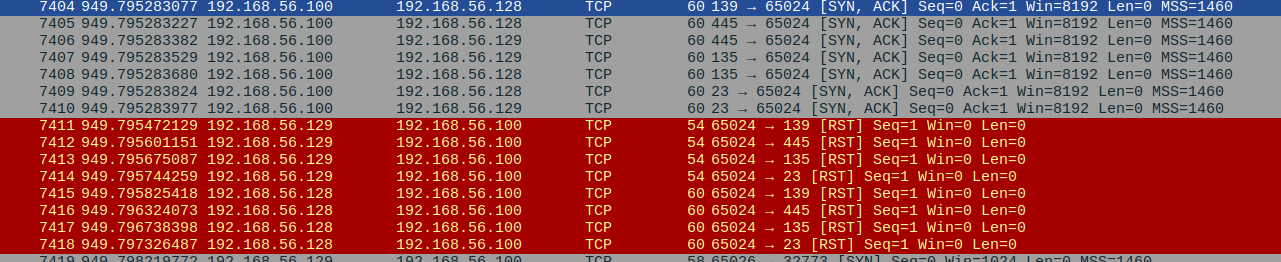 7404 949.795283077 192.168.56.100 192.168.56.128 TCP 60 139 → 65024 [SYN, ACK] Seq=0 Ack=1 Win=8192 Len=0 MSS=1460
7405 949.795283227 192.168.56.100 192.168.56.128 TCP 60 445 → 65024 [SYN, ACK] Seq=0 Ack=1 Win=8192 Len=0 MSS=1460
7406 949.795283382 192.168.56.100 192.168.56.129 TCP 60 445 → 65024 [SYN, ACK] Seq=0 Ack=1 Win=8192 Len=0 MSS=1460
7407 949.795283529 192.168.56.100 192.168.56.129 TCP 60 135 → 65024 [SYN, ACK] Seq=0 Ack=1 Win=8192 Len=0 MSS=1460
7408 949.795283680 192.168.56.100 192.168.56.128 TCP 60 135 → 65024 [SYN, ACK] Seq=0 Ack=1 Win=8192 Len=0 MSS=1460
7409 949.795283824 192.168.56.100 192.168.56.128 TCP 60 23 → 65024 [SYN, ACK] Seq=0 Ack=1 Win=8192 Len=0 MSS=1460
7410 949.795283977 192.168.56.100 192.168.56.129 TCP 60 23 → 65024 [SYN, ACK] Seq=0 Ack=1 Win=8192 Len=0 MSS=1460
7411 949.795472129 192.168.56.129 192.168.56.100 TCP 54 65024 → 139 [RST] Seq=1 Win=0 Len=0
7412 949.795601151 192.168.56.129 192.168.56.100 TCP 54 65024 → 445 [RST] Seq=1 Win=0 Len=0
7413 949.795675087 192.168.56.129 192.168.56.100 TCP 54 65024 → 135 [RST] Seq=1 Win=0 Len=0
7414 949.795744259 192.168.56.129 192.168.56.100 TCP 54 65024 → 23 [RST] Seq=1 Win=0 Len=0
7415 949.795825418 192.168.56.128 192.168.56.100 TCP 60 65024 → 139 [RST] Seq=1 Win=0 Len=0
7416 949.796324073 192.168.56.128 192.168.56.100 TCP 60 65024 → 445 [RST] Seq=1 Win=0 Len=0
7417 949.796738398 192.168.56.128 192.168.56.100 TCP 60 65024 → 135 [RST] Seq=1 Win=0 Len=0
7418 949.797326487 192.168.56.128 192.168.56.100 TCP 60 65024 → 23 [RST] Seq=1 Win=0 Len=0
7419 949.798219772 192.168.56.129 192.168.56.100 TCP 58 65026 → 32773 [SYN] Seq=0 Win=1024 Len=0 MSS=1460